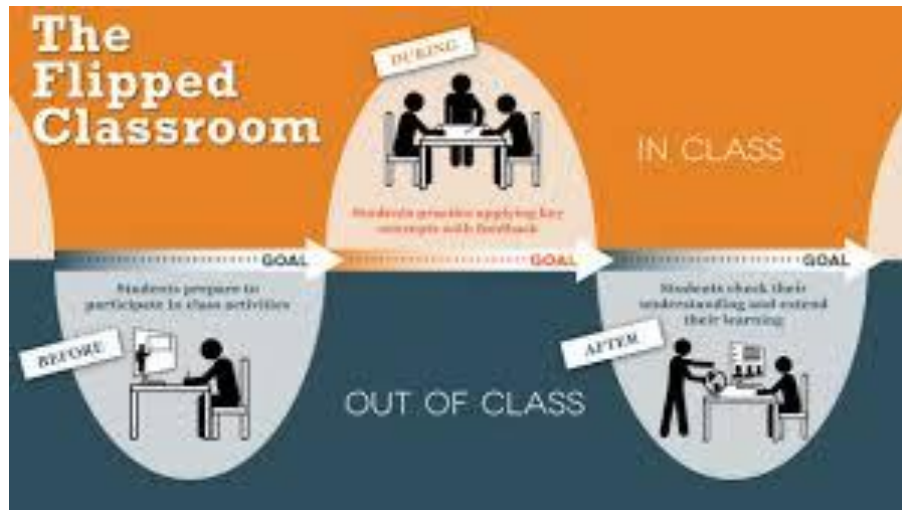 The
Flipped
Classroom
DURING
IN CLASS
Students practice applying key
concepts with feedback
GOAL
GOAL
GOAL
Students prepare to
participate in class activities
Students check their
understanding and extend
their learning
BEFORE
AFTER
OUT OF CLASS